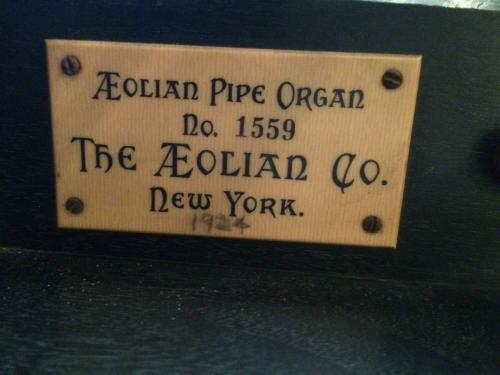 ÆOLIAN PIPE ORGAN
No. 1559
THE ÆOLIAN CO.
NEW YORK.
1924